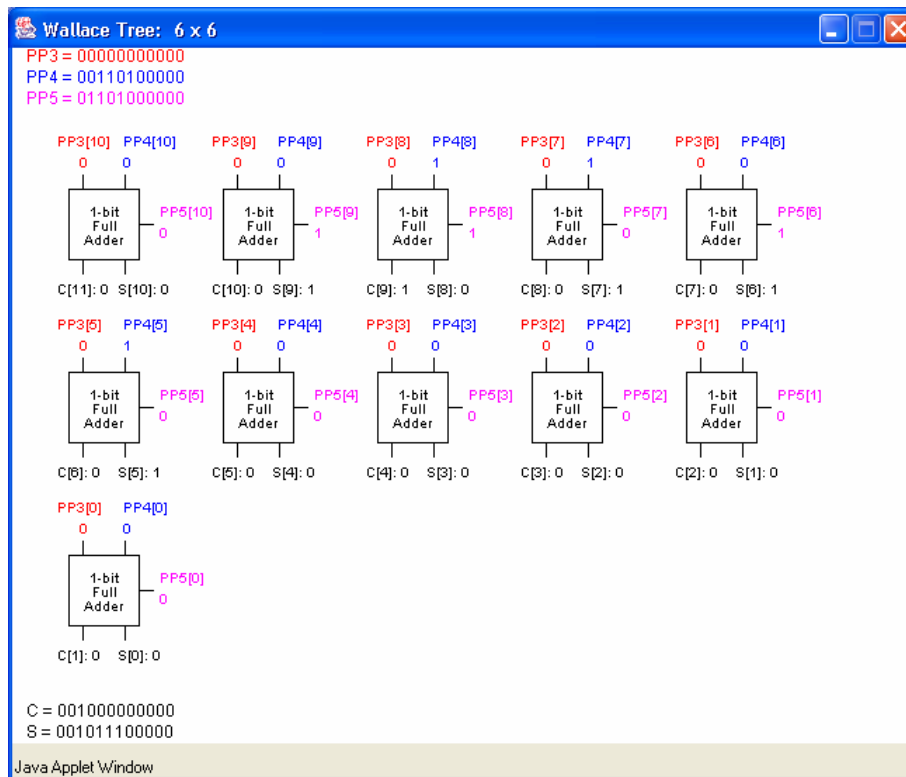 Wallace Tree: 6 x 6
PP3 = 00000000000
PP4 = 00110100000
PP5 = 01101000000
PP3[10] PP4[10] PP3[9] PP4[9] PP3[8] PP4[8] PP3[7] PP4[7] PP3[6] PP4[6]
0 0 0 0 0 1 0 1 0 0
1-bit Full Adder PP5[10] 0 1-bit Full Adder PP5[9] 1 1-bit Full Adder PP5[8] 1 1-bit Full Adder PP5[7] 0 1-bit Full Adder PP5[6] 1
C[11]: 0 S[10]: 0 C[10]: 0 S[9]: 1 C[9]: 1 S[8]: 0 C[8]: 0 S[7]: 1 C[7]: 0 S[6]: 1
PP3[5] PP4[5] PP3[4] PP4[4] PP3[3] PP4[3] PP3[2] PP4[2] PP3[1] PP4[1]
0 1 0 0 0 0 0 0 0 0
1-bit Full Adder PP5[5] 0 1-bit Full Adder PP5[4] 0 1-bit Full Adder PP5[3] 0 1-bit Full Adder PP5[2] 0 1-bit Full Adder PP5[1] 0
C[6]: 0 S[5]: 1 C[5]: 0 S[4]: 0 C[4]: 0 S[3]: 0 C[3]: 0 S[2]: 0 C[2]: 0 S[1]: 0
PP3[0] PP4[0]
0 0
1-bit Full Adder PP5[0] 0
C[1]: 0 S[0]: 0
C = 001000000000
S = 001011100000
Java Applet Window